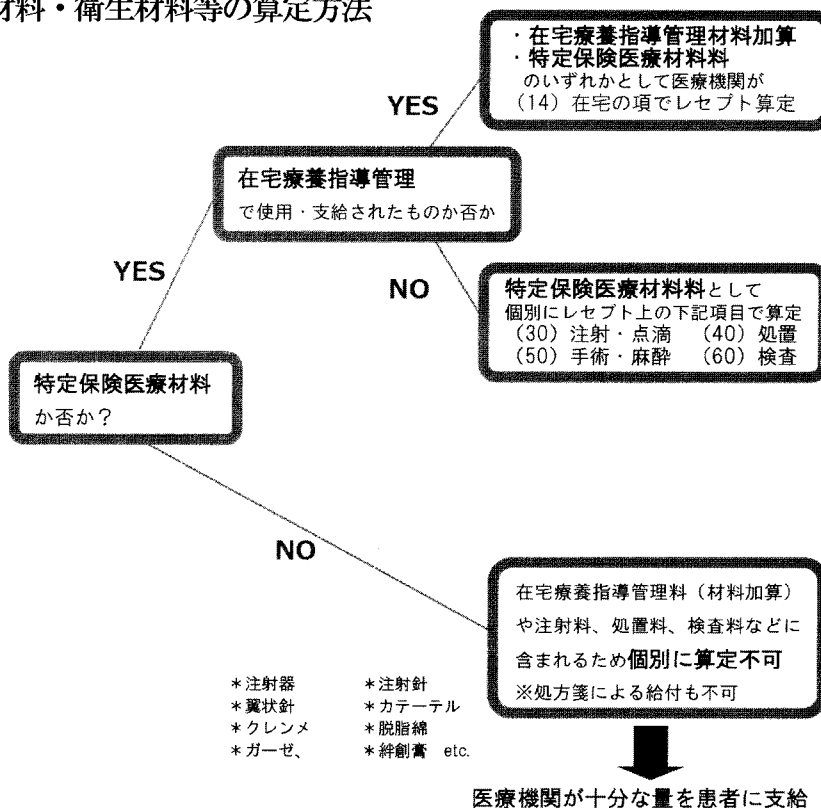 材料・衛生材料等の算定方法
・在宅療養指導管理材料加算
・特定保険医療材料料
のいずれかとして医療機関が
(14) 在宅の項でレセプト算定
YES
在宅療養指導管理
で使用・支給されたものか否か
YES
NO
特定保険医療材料料として
個別にレセプト上の下記項目で算定
(30) 注射・点滴 (40) 処置
(50) 手術・麻酔 (60) 検査
特定保険医療材料
か否か？
NO
在宅療養指導管理料（材料加算）
や注射料、処置料、検査料などに
含まれるため個別に算定不可
※処方箋による給付も不可
＊注射器 ＊注射針
＊翼状針 ＊カテーテル
＊クレンメ ＊脱脂綿
＊ガーゼ、 ＊絆創膏 etc.
医療機関が十分な量を患者に支給